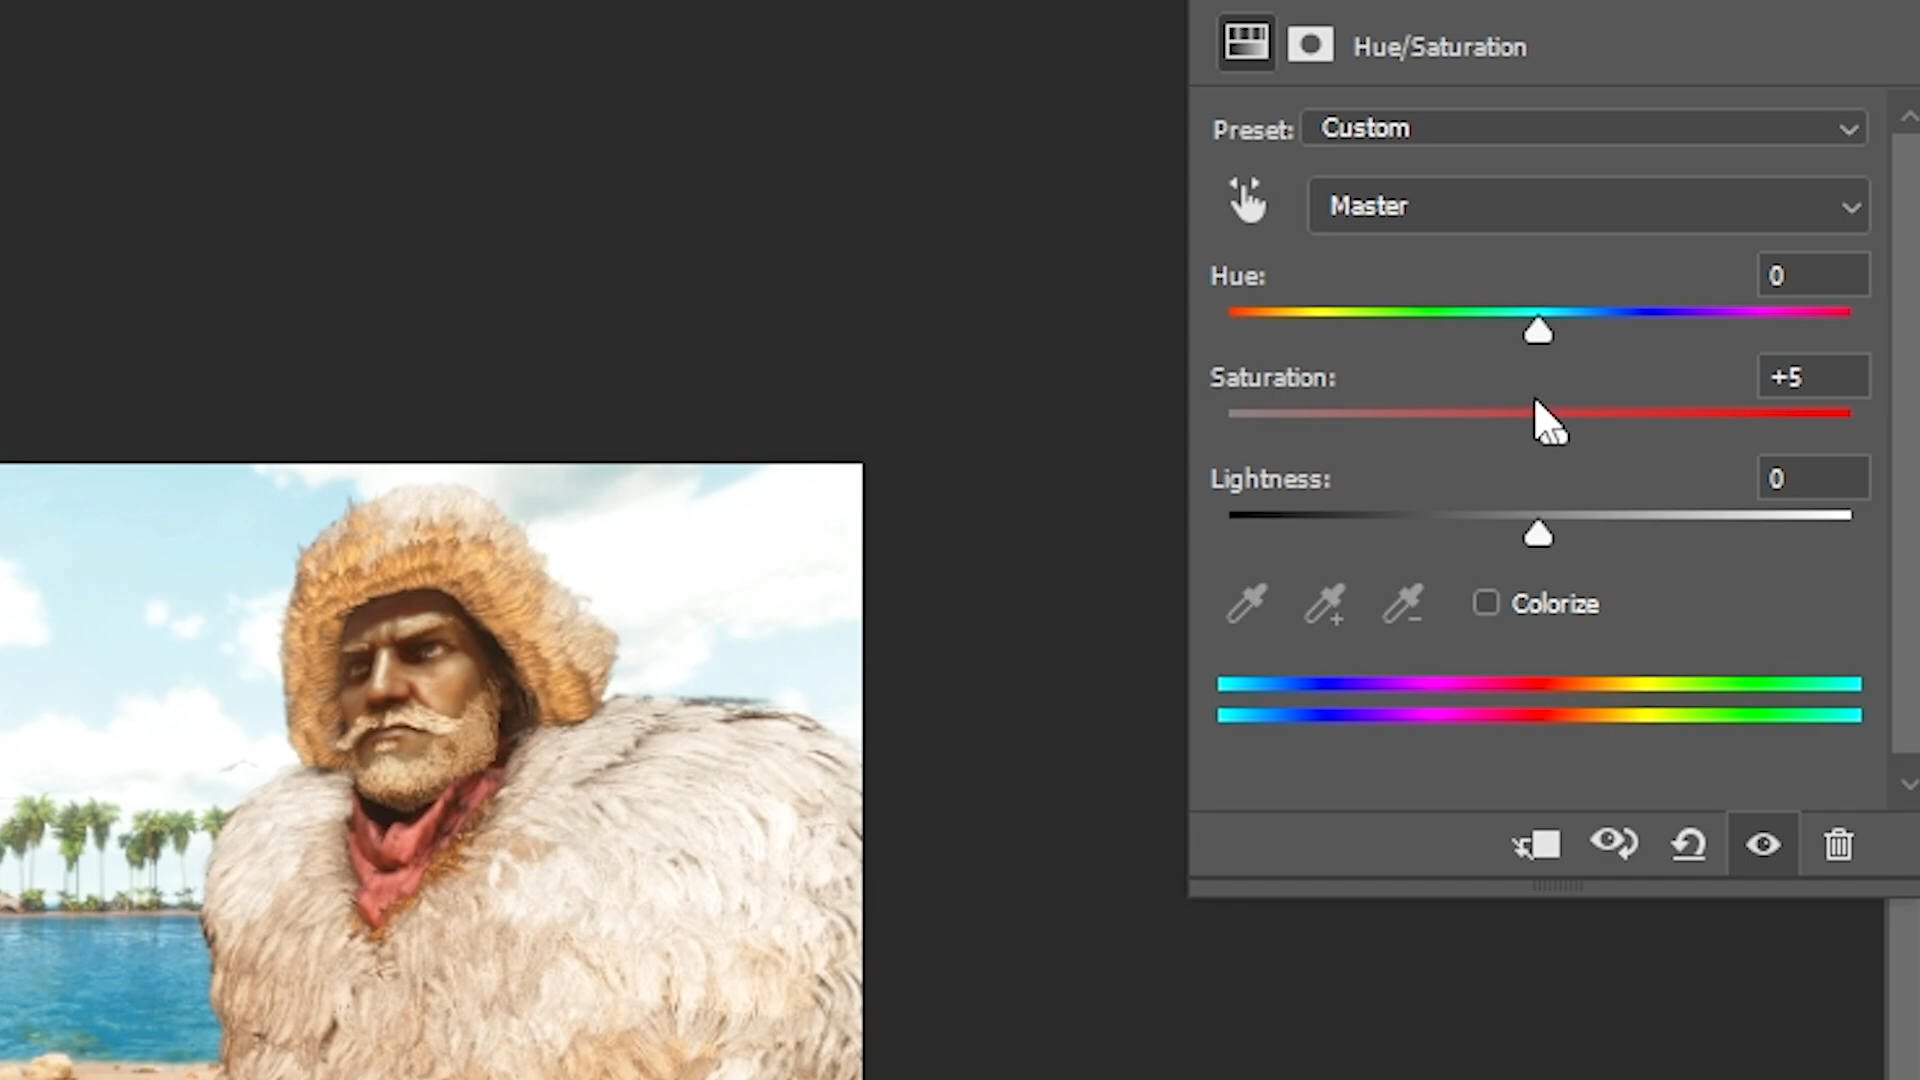 Hue/Saturation
Preset: Custom
Master
Hue: 0
Saturation: +5
Lightness: 0
Colorize